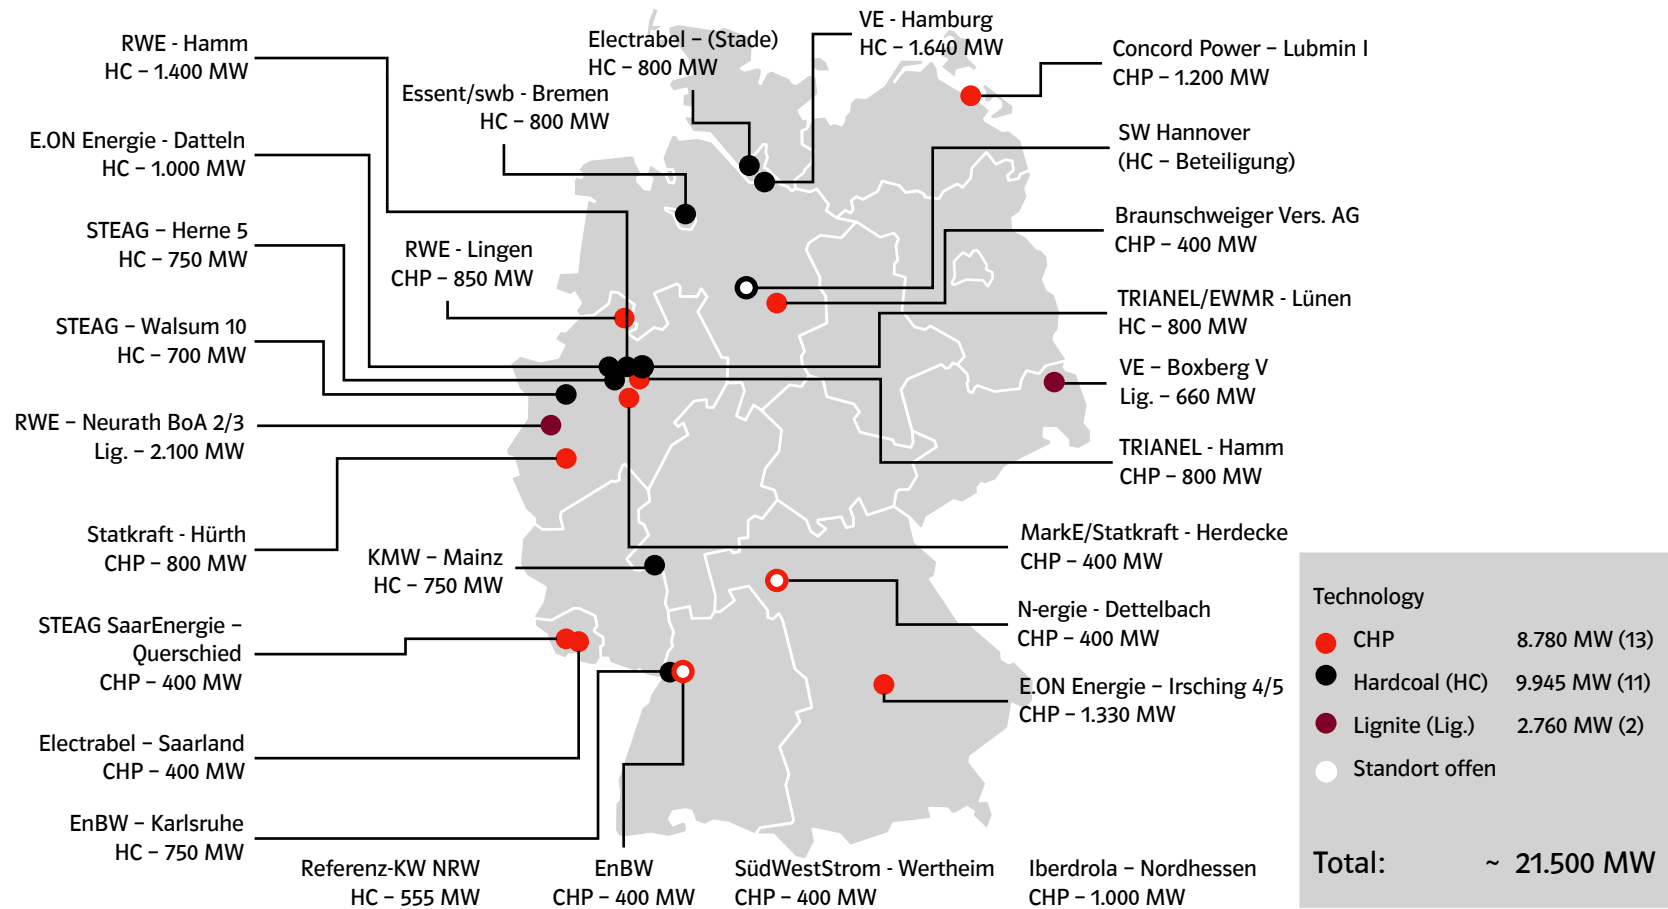 RWE - Hamm
HC – 1.400 MW
E.ON Energie - Datteln
HC – 1.000 MW
STEAG – Herne 5
HC – 750 MW
STEAG – Walsum 10
HC – 700 MW
RWE – Neurath BoA 2/3
Lig. – 2.100 MW
Statkraft - Hürth
CHP – 800 MW
STEAG SaarEnergie –
Querschied
CHP – 400 MW
Electrabel – Saarland
CHP – 400 MW
EnBW – Karlsruhe
HC – 750 MW
Electrabel – (Stade)
HC – 800 MW
Essent/swb - Bremen
HC – 800 MW
RWE - Lingen
CHP – 850 MW
KMW – Mainz
HC – 750 MW
VE - Hamburg
HC – 1.640 MW
Concord Power – Lubmin I
CHP – 1.200 MW
SW Hannover
(HC – Beteiligung)
Braunschweiger Vers. AG
CHP – 400 MW
TRIANEL/EWMR - Lünen
HC – 800 MW
VE – Boxberg V
Lig. – 660 MW
TRIANEL - Hamm
CHP – 800 MW
MarkE/Statkraft - Herdecke
CHP – 400 MW
N-ergie - Dettelbach
CHP – 400 MW
E.ON Energie – Irsching 4/5
CHP – 1.330 MW
Referenz-KW NRW
HC – 555 MW
EnBW
CHP – 400 MW
SüdWestStrom - Wertheim
CHP – 400 MW
Iberdrola – Nordhessen
CHP – 1.000 MW
Technology
CHP 8.780 MW (13)
Hardcoal (HC) 9.945 MW (11)
Lignite (Lig.) 2.760 MW (2)
Standort offen
Total: ~ 21.500 MW